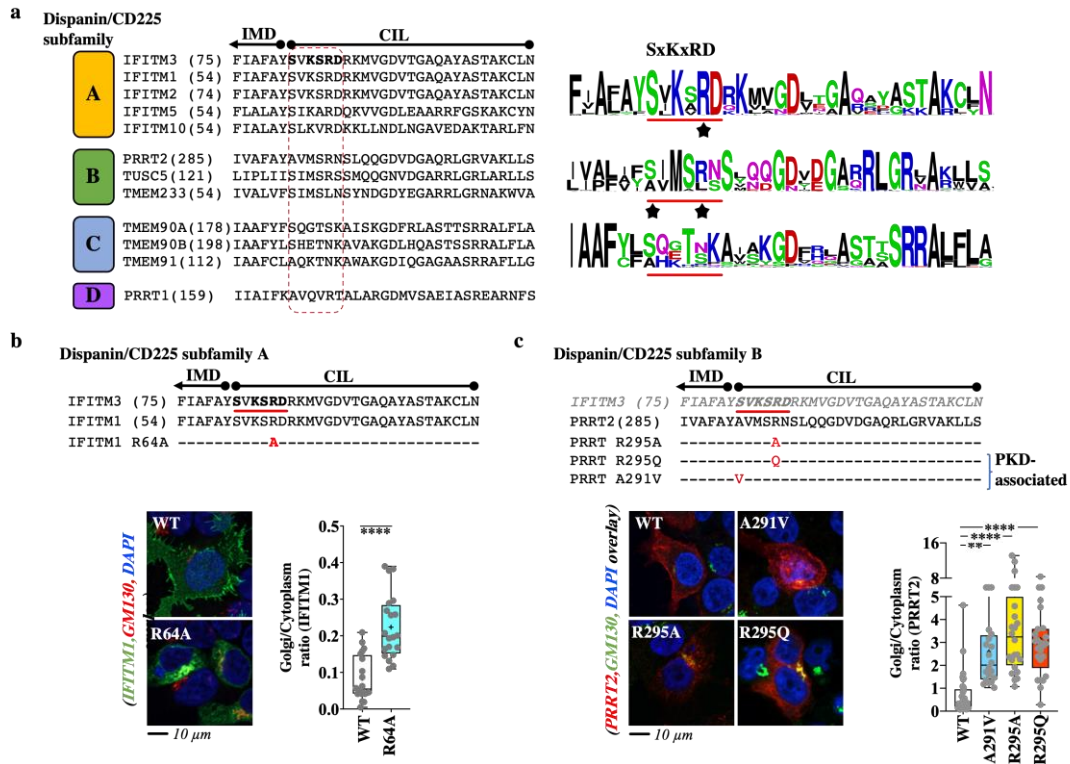 a
Dispanin/CD225
subfamily
IMD
CIL
A
IFITM3 (75) FIAFAYSVKSRDRKMVGDVTGAQAYASTAKCLN
IFITM1 (54) FIAFAYSVKSRDRKMVGDVTGAQAYASTAKCLN
IFITM2 (74) FIAFAYSVKSRDRKMVGDVTGAQAYASTAKCLN
IFITM5 (54) FLALAYSIKARDQKVVGDLEAARRFGSKAKCYN
IFITM10(54) FIALAYSLKVRDKKLLNDLNGAVEDAKTARLFN
B
PRRT2(285) IVAFAYAVMSRNSLQQGDVDGAQRLGRVAKLLS
TUSC5(121) LIPLIISIMSRSSMQQGNVDGARRLGRLARLLS
TMEM233(54) IVALVFSIMSLNSYNDGDYEGARRLGRNAKWVA
C
TMEM90A(178) IAAFYFSQGTSKAISKGDFRLASTTSRRALFLA
TMEM90B(198) IAAFYLSHETNKAVAKGDLHQASTSSRRALFLA
TMEM91(112) IAAFCLAQKTNKAWAKGDIQGAGAASRRAFLLG
D
PRRT1(159) IIAIFKAVQVRTALARGDMVSAEIASREARNFS
SxKxRD
b
Dispanin/CD225 subfamily A
IMD
CIL
IFITM3 (75) FIAFAYSVKSRDRKMVGDVTGAQAYASTAKCLN
IFITM1 (54) FIAFAYSVKSRDRKMVGDVTGAQAYASTAKCLN
IFITM1 R64A
A
(IFITM1,GM130, DAPI)
WT
R64A
10 µm
Golgi/Cytoplasm
ratio (IFITM1)
0.5
0.4
0.3
0.2
0.1
0.0
****
WT
R64A
c
Dispanin/CD225 subfamily B
IMD
CIL
IFITM3 (75) FIAFAYSVKSRDRKMVGDVTGAQAYASTAKCLN
PRRT2(285) IVAFAYAVMSRNSLQQGDVDGAQRLGRVAKLLS
PRRT R295A
A
PRRT R295Q
Q
PRRT A291V
V
PKD-
associated
(PRRT2,GM130, DAPI overlay)
WT
A291V
R295A
R295Q
10 µm
Golgi/Cytoplasm
ratio (PRRT2)
16
8
5
4
3
2
1
0
****
****
**
WT
A291V
R295A
R295Q